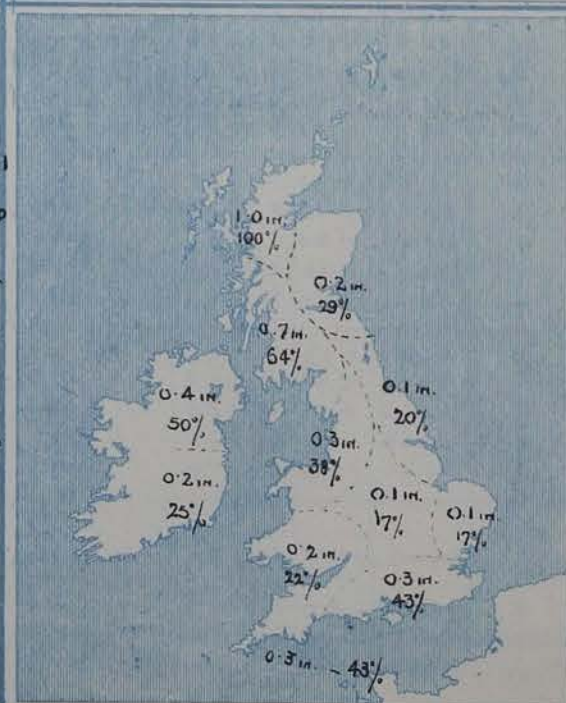 1.0 IN.
100%
0.2 IN.
29%
0.7 IN.
64%
0.4 IN.
50%
0.1 IN.
20%
0.3 IN.
38%
0.2 IN.
25%
0.1 IN.
17%
0.1 IN.
17%
0.2 IN.
22%
0.3 IN.
43%
0.3 IN. - 43%